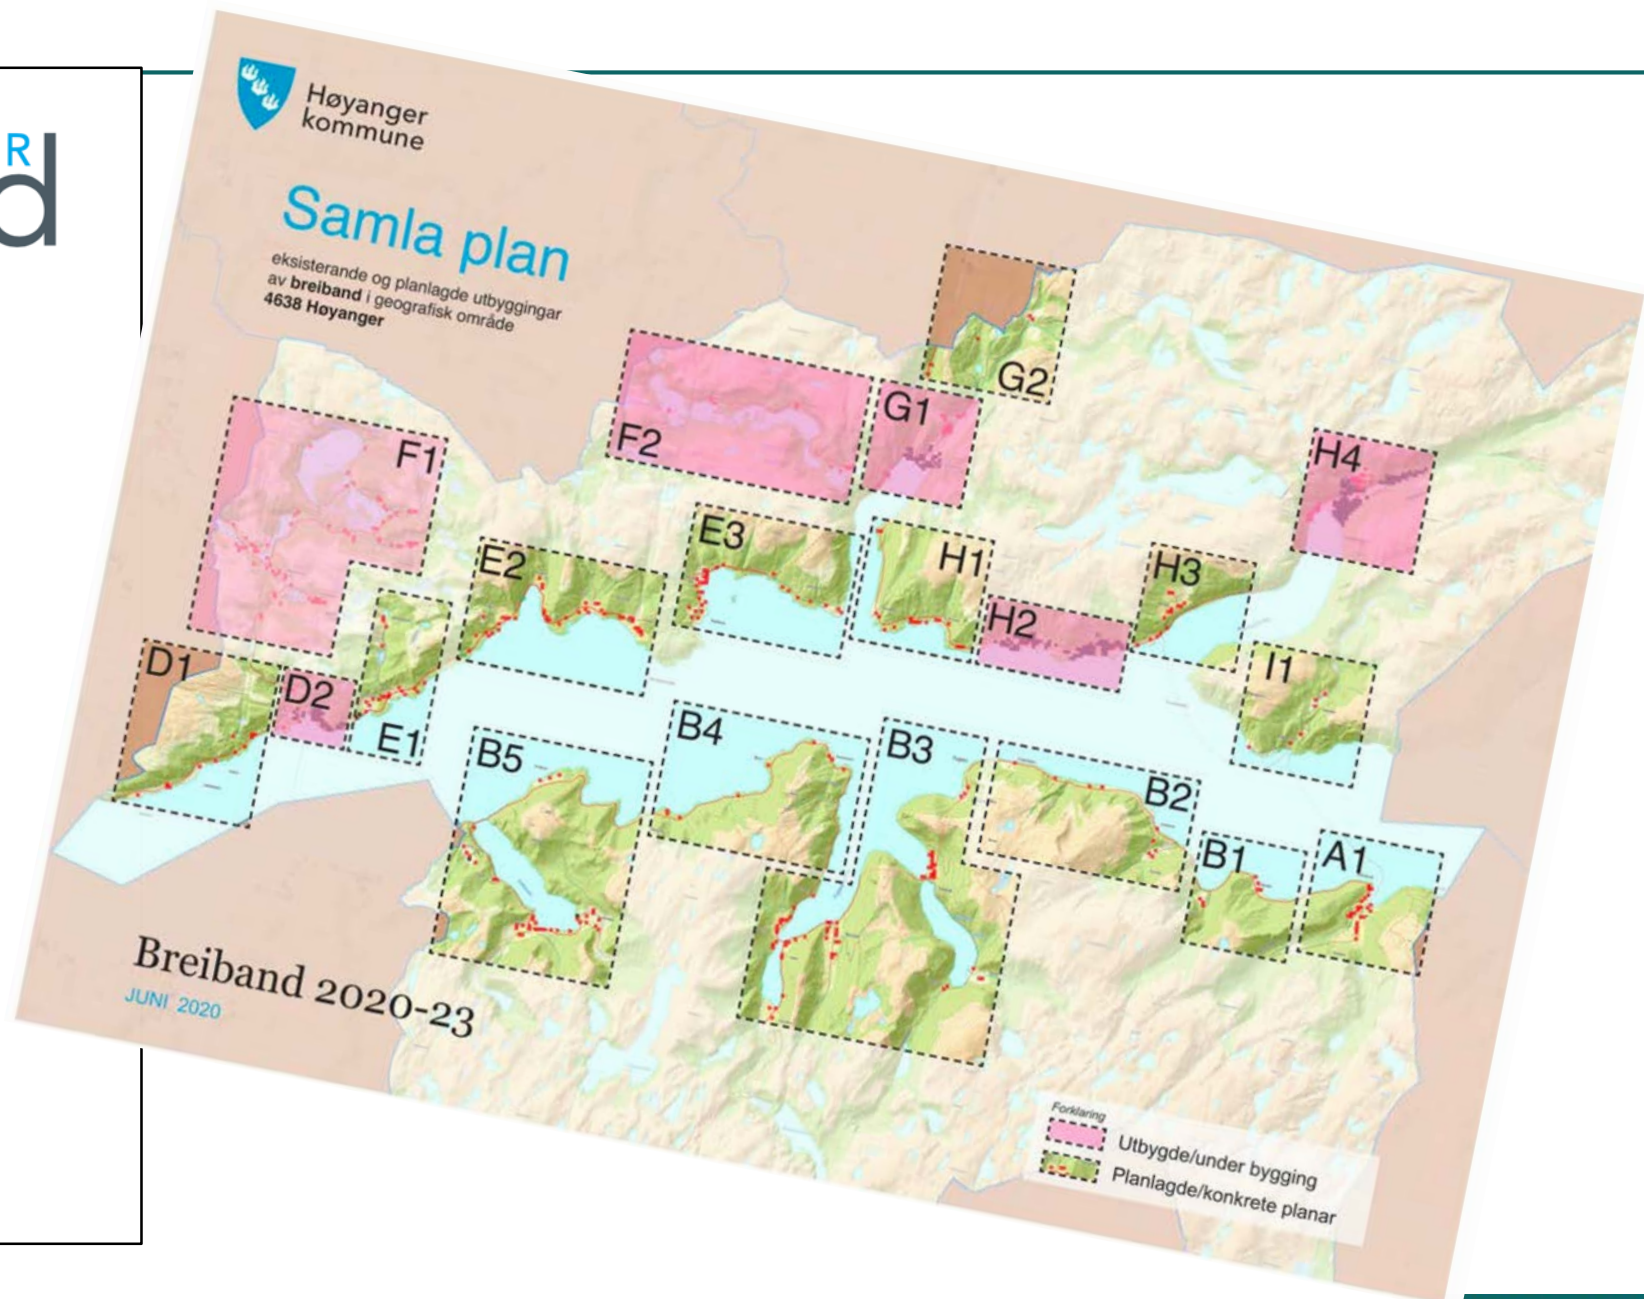 R
d
Høyanger
kommune
Samla plan
eksisterande og planlagde utbyggingar
av breiband i geografisk område
4638 Høyanger
G2
G1
F2
F1
H4
E3
E2
H1
H3
H2
I1
D1
D2
E1
B5
B4
B3
B2
B1
A1
Breiband 2020-23
JUNI 2020
Forklaring
Utbygde/under bygging
Planlagde/konkrete planar